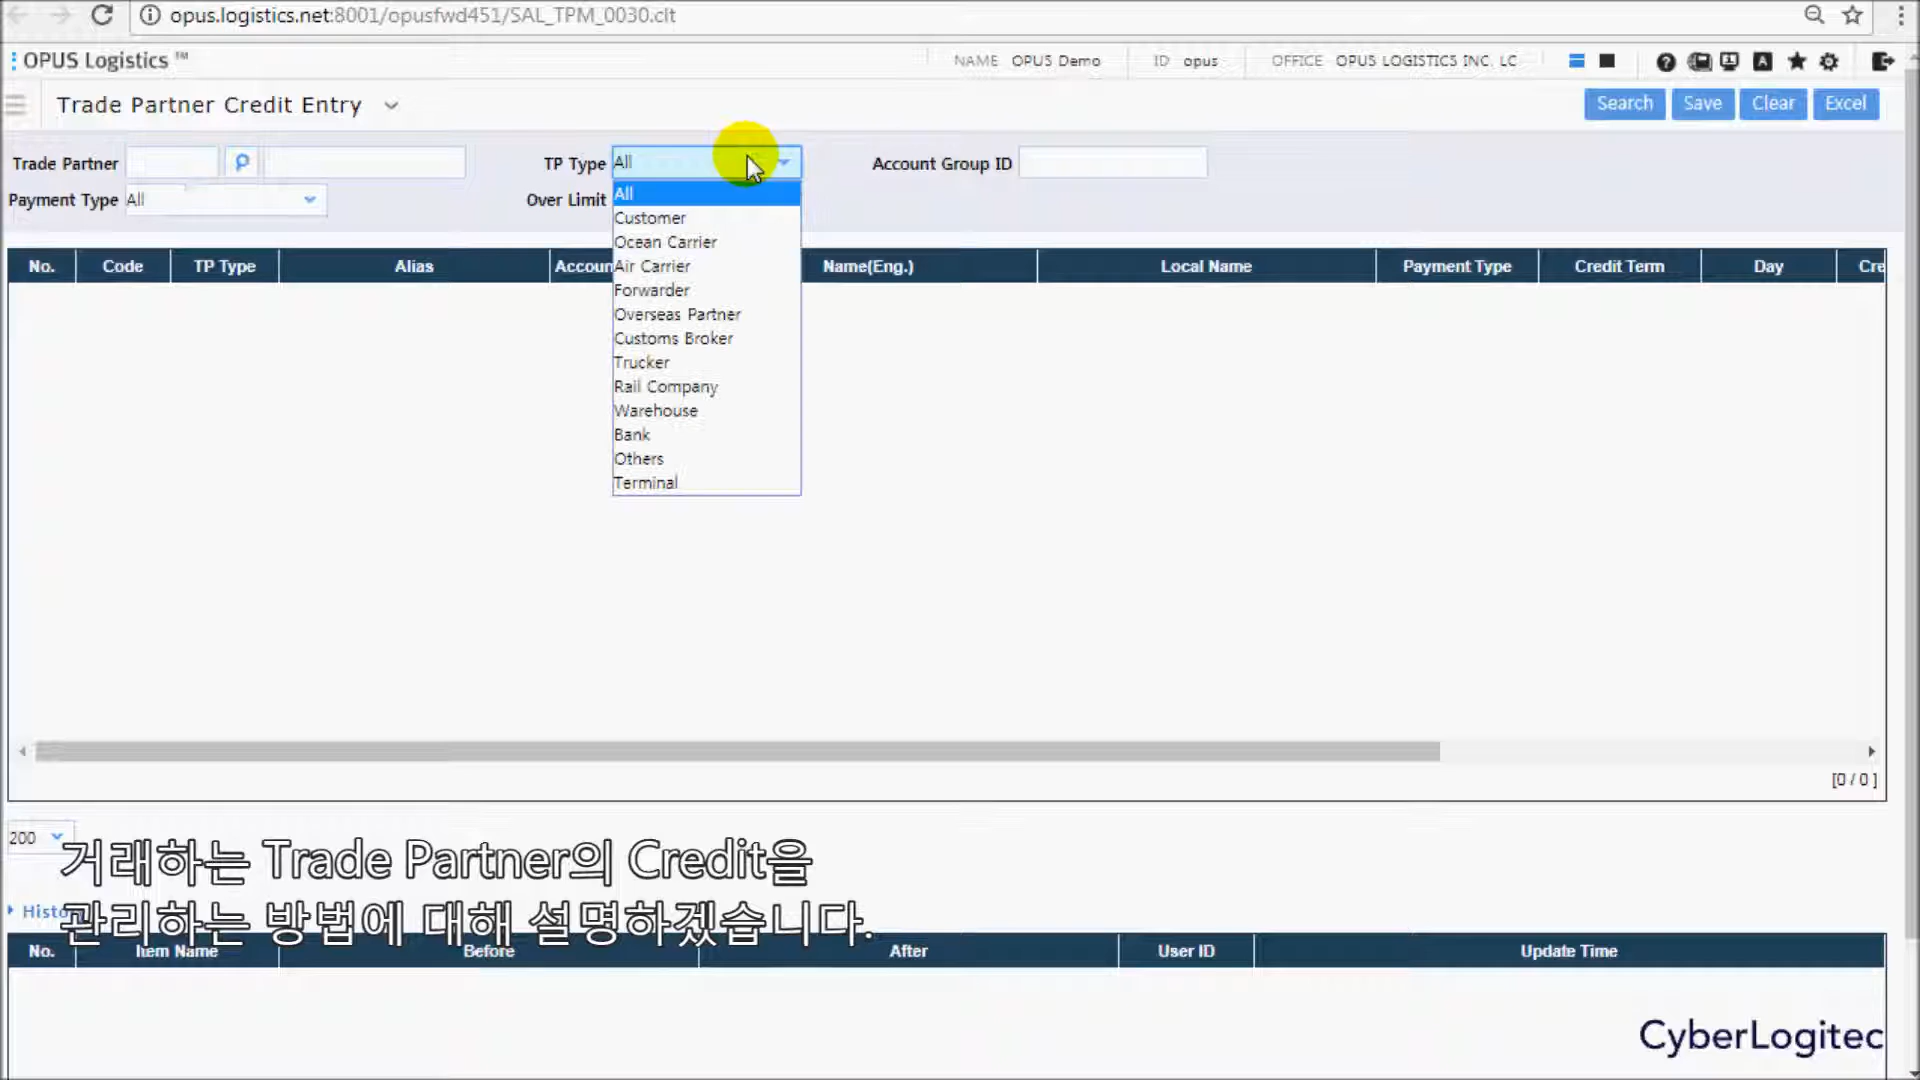 opus.logistics.net:8001/opusfwd451/SAL_TPM_0030.clt
OPUS Logistics ™
NAME OPUS Demo ID opus OFFICE OPUS LOGISTICS INC. LC
Trade Partner Credit Entry
Search Save Clear Excel
Trade Partner TP Type All Account Group ID
Payment Type All Over Limit
All
Customer
Ocean Carrier
Air Carrier
Forwarder
Overseas Partner
Customs Broker
Trucker
Rail Company
Warehouse
Bank
Others
Terminal
No. Code TP Type Alias Accoun Name(Eng.) Local Name Payment Type Credit Term Day Cre
[0 / 0 ]
200
거래하는 Trade Partner의 Credit을
관리하는 방법에 대해 설명하겠습니다.
No. Item Name Before After User ID Update Time
CyberLogitec